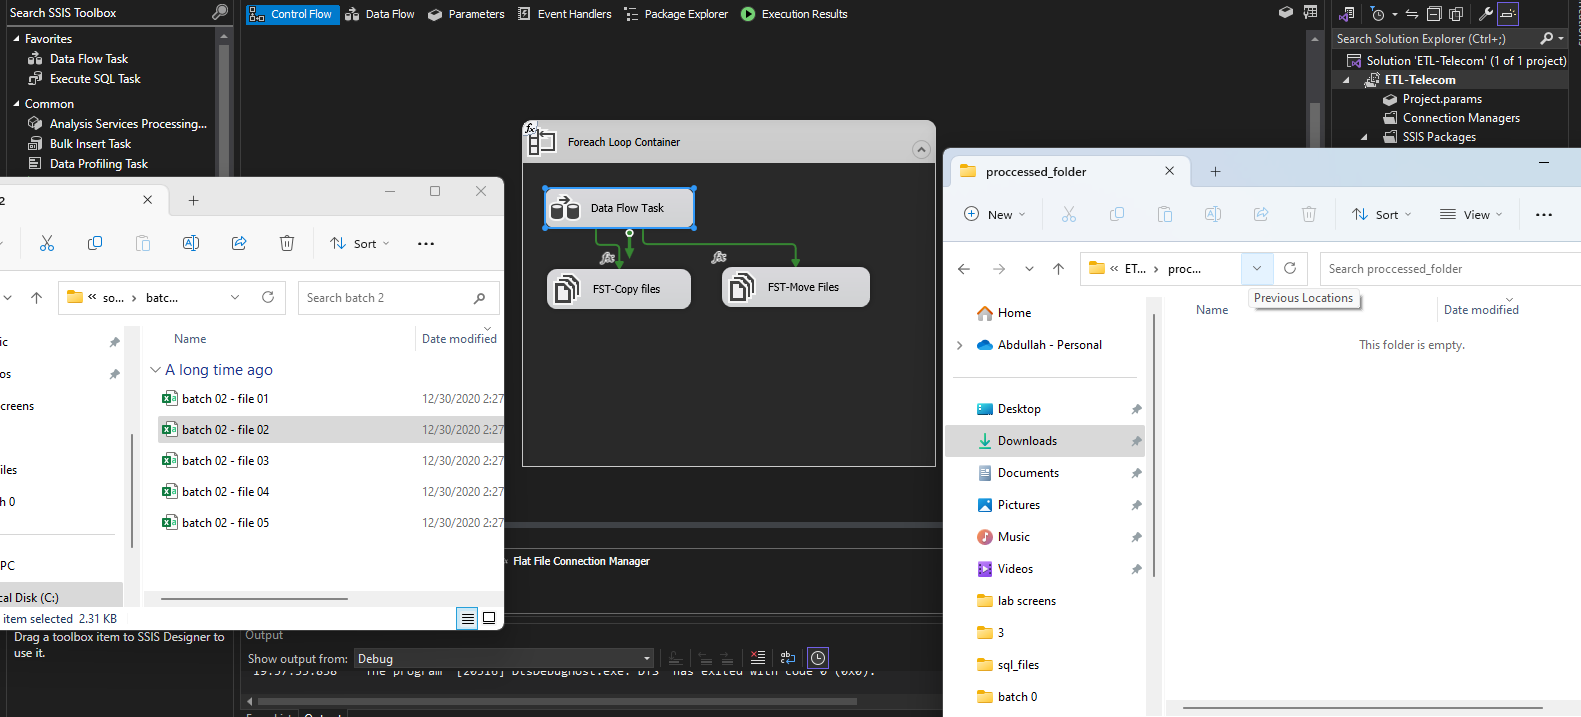 Search SSIS Toolbox
Favorites
Data Flow Task
Execute SQL Task
Common
Analysis Services Processing...
Bulk Insert Task
Data Profiling Task
Control Flow
Data Flow
Parameters
Event Handlers
Package Explorer
Execution Results
Foreach Loop Container
Data Flow Task
FST-Copy files
FST-Move Files
Search Solution Explorer (Ctrl+;)
Solution 'ETL-Telecom' (1 of 1 project)
ETL-Telecom
Project.params
Connection Managers
SSIS Packages
2
Sort
so...
batc...
Search batch 2
Name
Date modified
A long time ago
batch 02 - file 01
12/30/2020 2:27
batch 02 - file 02
12/30/2020 2:27
batch 02 - file 03
12/30/2020 2:27
batch 02 - file 04
12/30/2020 2:27
batch 02 - file 05
12/30/2020 2:27
ic
os
creens
iles
h 0
PC
cal Disk (C:)
item selected 2.31 KB
Drag a toolbox item to SSIS Designer to
use it.
Flat File Connection Manager
Output
Show output from:
Debug
The program '[20516] DtsDebugHost.exe: DTS' has exited with code 0 (0x0).
proccessed_folder
New
Sort
View
ET...
proc...
Search proccessed_folder
Previous Locations
Name
Date modified
This folder is empty.
Home
Abdullah - Personal
Desktop
Downloads
Documents
Pictures
Music
Videos
lab screens
3
sql_files
batch 0